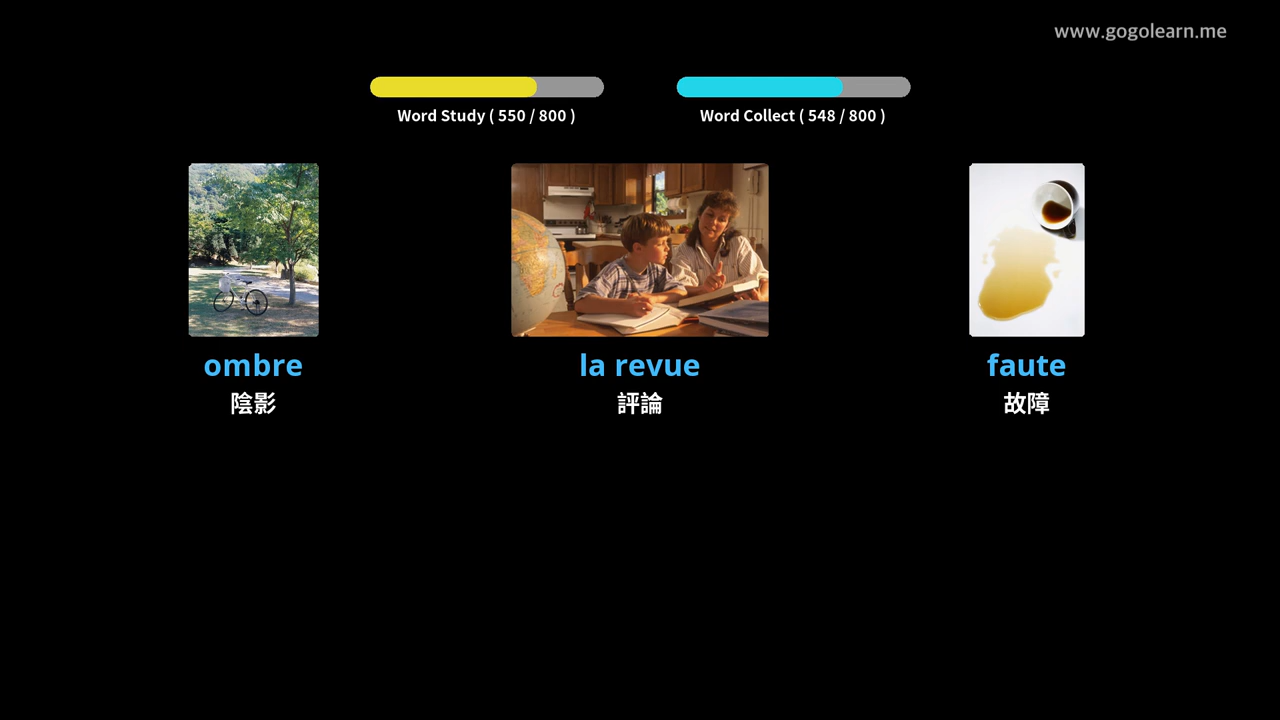 www.gogolearn.me
Word Study ( 550 / 800 )
Word Collect ( 548 / 800 )
ombre
陰影
la revue
評論
faute
故障